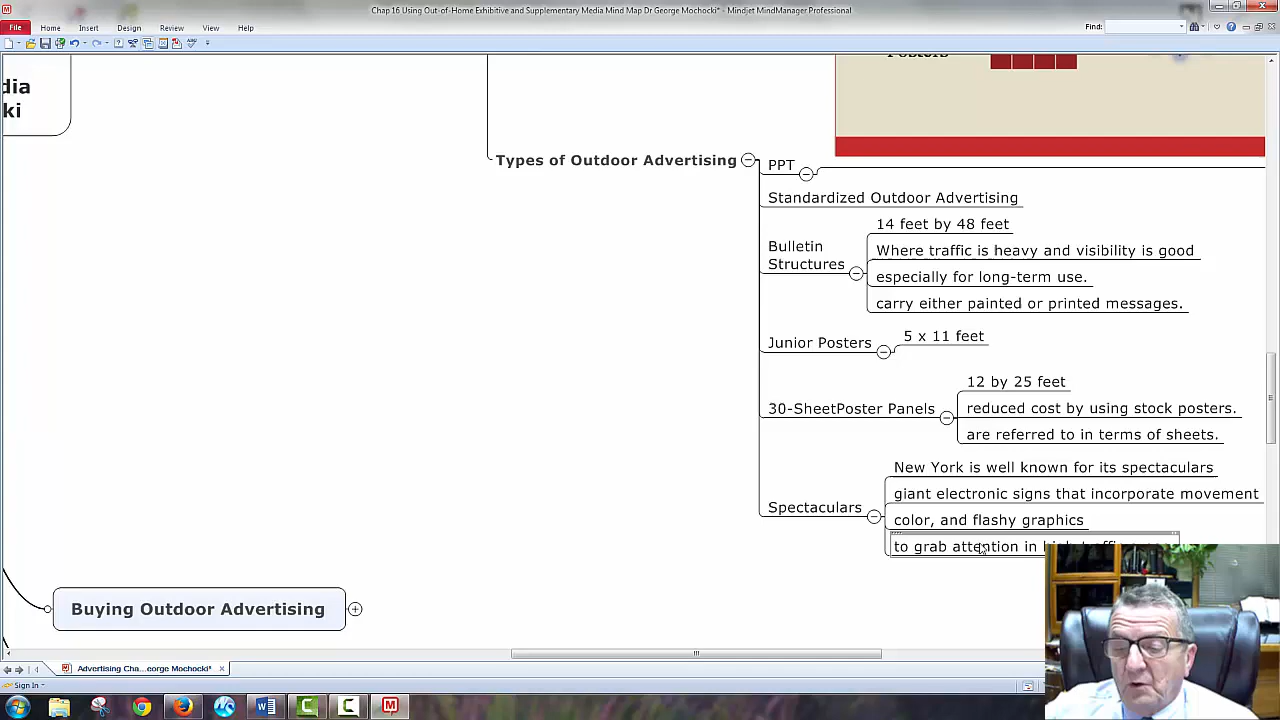 Chap 16 Using Out-of-Home Exhibitive and Supplementary Media Mind Map Dr George Mochocki* - Mindjet MindManager Professional
File Home Insert Design Review View Help Find:
dia
ki
Types of Outdoor Advertising
PPT
Standardized Outdoor Advertising
Bulletin
Structures
14 feet by 48 feet
Where traffic is heavy and visibility is good
especially for long-term use.
carry either painted or printed messages.
Junior Posters
5 x 11 feet
30-SheetPoster Panels
12 by 25 feet
reduced cost by using stock posters.
are referred to in terms of sheets.
Spectaculars
New York is well known for its spectaculars
giant electronic signs that incorporate movement
color, and flashy graphics
to grab attention in
Buying Outdoor Advertising
Advertising Cha...eorge Mochocki*
Sign In